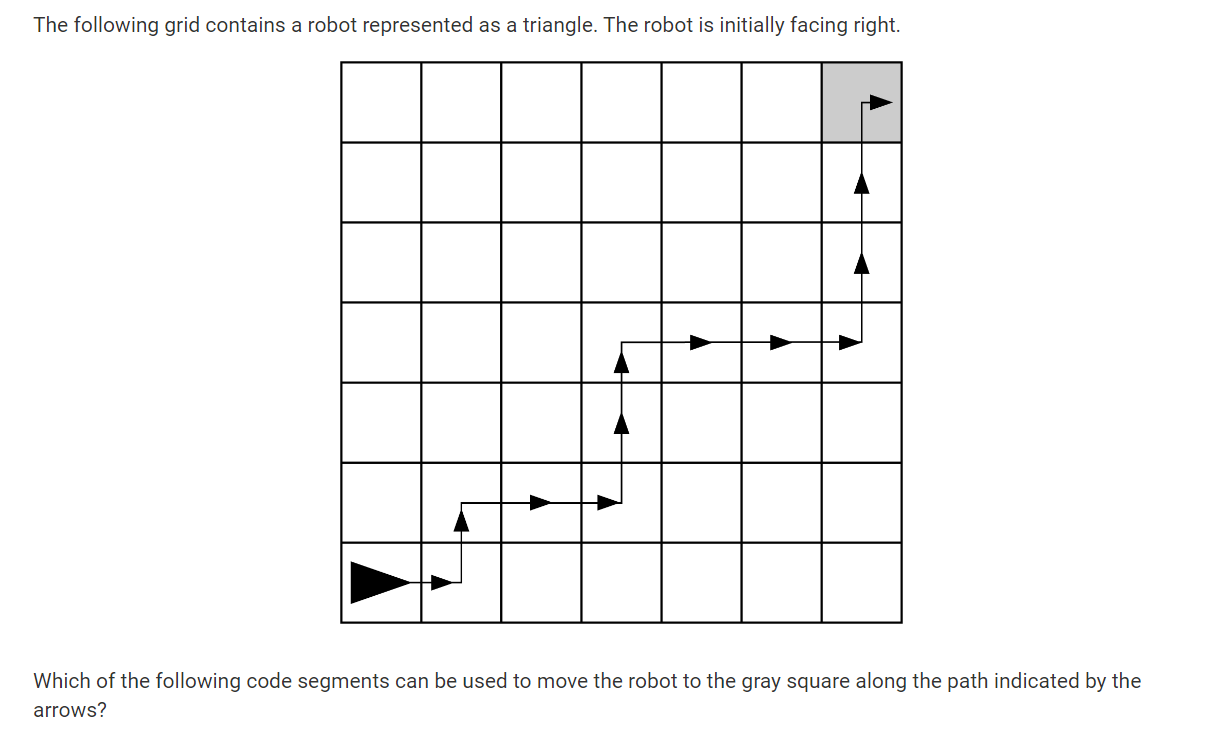 The following grid contains a robot represented as a triangle. The robot is initially facing right.
Which of the following code segments can be used to move the robot to the gray square along the path indicated by the
arrows?